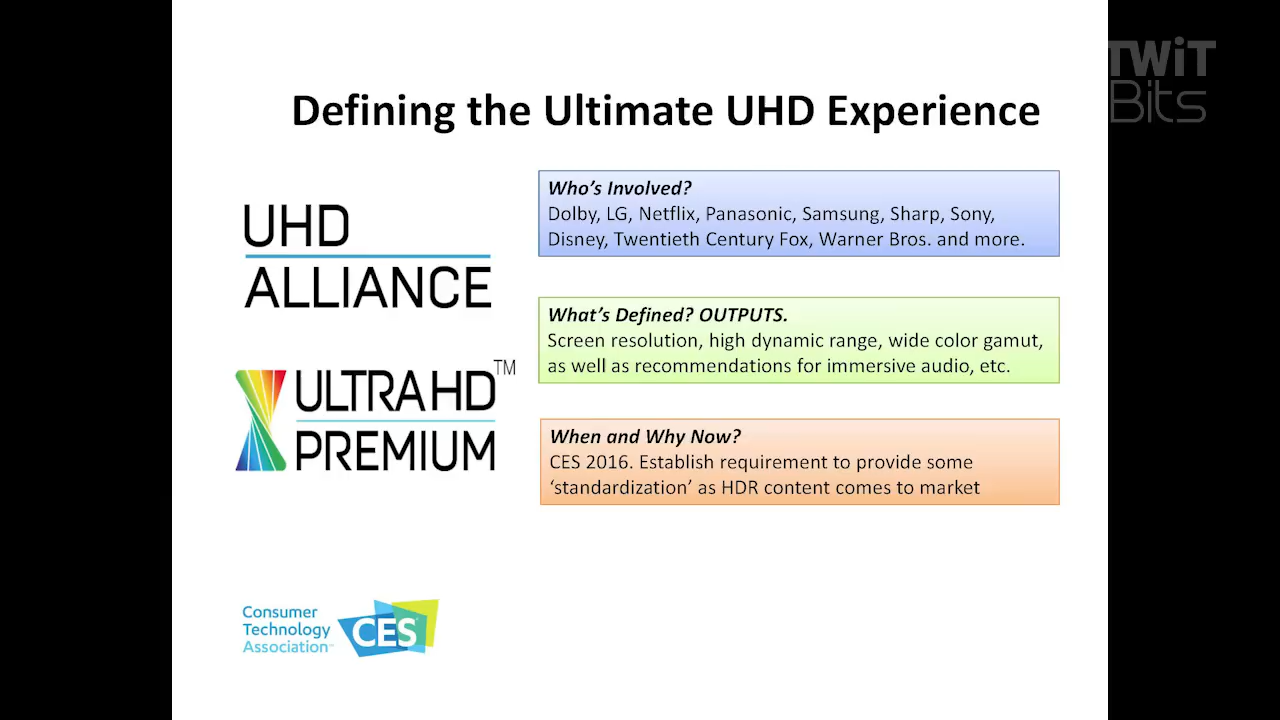 TWiT
Bits
Defining the Ultimate UHD Experience
UHD
ALLIANCE
ULTRA HD™
PREMIUM
Who's Involved?
Dolby, LG, Netflix, Panasonic, Samsung, Sharp, Sony,
Disney, Twentieth Century Fox, Warner Bros. and more.
What's Defined? OUTPUTS.
Screen resolution, high dynamic range, wide color gamut,
as well as recommendations for immersive audio, etc.
When and Why Now?
CES 2016. Establish requirement to provide some
‘standardization’ as HDR content comes to market
Consumer
Technology
Association™
CES